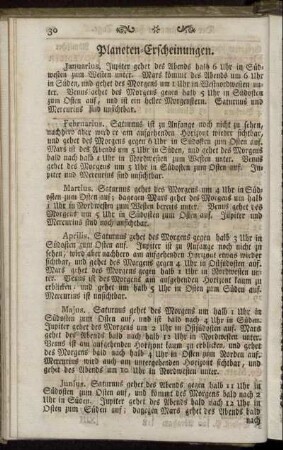 30
Planeten-Erscheinungen.
Januarius. Jupiter gehet des Abends halb 6 Uhr in Süd-
westen zum Westen unter. Mars kommt des Abends um 6 Uhr
in Süden, und gehet des Morgens um 1 Uhr in Westnordwesten un-
ter. Venus gehet des Morgens gegen halb 5 Uhr in Südosten
zum Osten auf, und ist ein heller Morgenstern. Saturnus und
Mercurius sind unsichtbar.
Februarius. Saturnus ist zu Anfange noch nicht zu sehen,
nachhero aber wird er am aufgehenden Horizont wieder sichtbar,
und gehet des Morgens gegen 6 Uhr in Südosten zum Osten auf.
Mars ist des Abends um 5 Uhr in Süden, und gehet des Morgens
bald nach halb 1 Uhr in Nordwesten zum Westen unter. Venus
gehet des Morgens um 5 Uhr in Südosten zum Osten auf. Ju-
piter und Mercurius sind unsichtbar.
Martius. Saturnus gehet des Morgens um 4 Uhr in Süd-
osten zum Osten auf; dagegen Mars gehet des Morgens um halb
1 Uhr in Nordwesten zum Westen bereits unter. Venus gehet des
Morgens um 5 Uhr in Südosten zum Osten auf. Jupiter und
Mercurius sind noch unsichtbar.
Aprilis. Saturnus gehet des Morgens gegen halb 3 Uhr in
Südosten zum Osten auf. Jupiter ist zu Anfange noch nicht zu
sehen, wird aber nachhero am aufgehenden Horizont etwas wieder
sichtbar, und gehet des Morgens gegen 4 Uhr in Ostsüdosten auf.
Mars gehet des Morgens halb 1 Uhr in Nordwesten un-
ter. Venus ist des Morgens am aufgehenden Horizont kaum zu
erblicken, und gehet um halb 5 Uhr in Osten zum Süden auf.
Mercurius ist unsichtbar.
Majus. Saturnus gehet des Morgens um halb 1 Uhr in
Südosten zum Osten auf, und ist bald nach 4 Uhr in Süden.
Jupiter gehet des Morgens um 2 Uhr in Ostsüdosten auf. Mars
gehet des Abends bald nach halb 12 Uhr in Nordwesten unter.
Venus ist am aufgehenden Horizont kaum zu erblicken, und gehet
des Morgens bald nach halb 4 Uhr in Osten zum Norden auf.
Mercurius wird noch am untergehenden Horizont sichtbar, und
gehet des Abends um halb 10 Uhr in Nordwesten unter.
Junius. Saturnus gehet des Abends gegen halb 11 Uhr in
Südosten zum Osten auf, und kommt des Morgens bald nach 2
Uhr in Süden. Jupiter gehet des Abends bald nach 12 Uhr in
Osten zum Süden auf; dagegen Mars gehet des Abends bald
nach